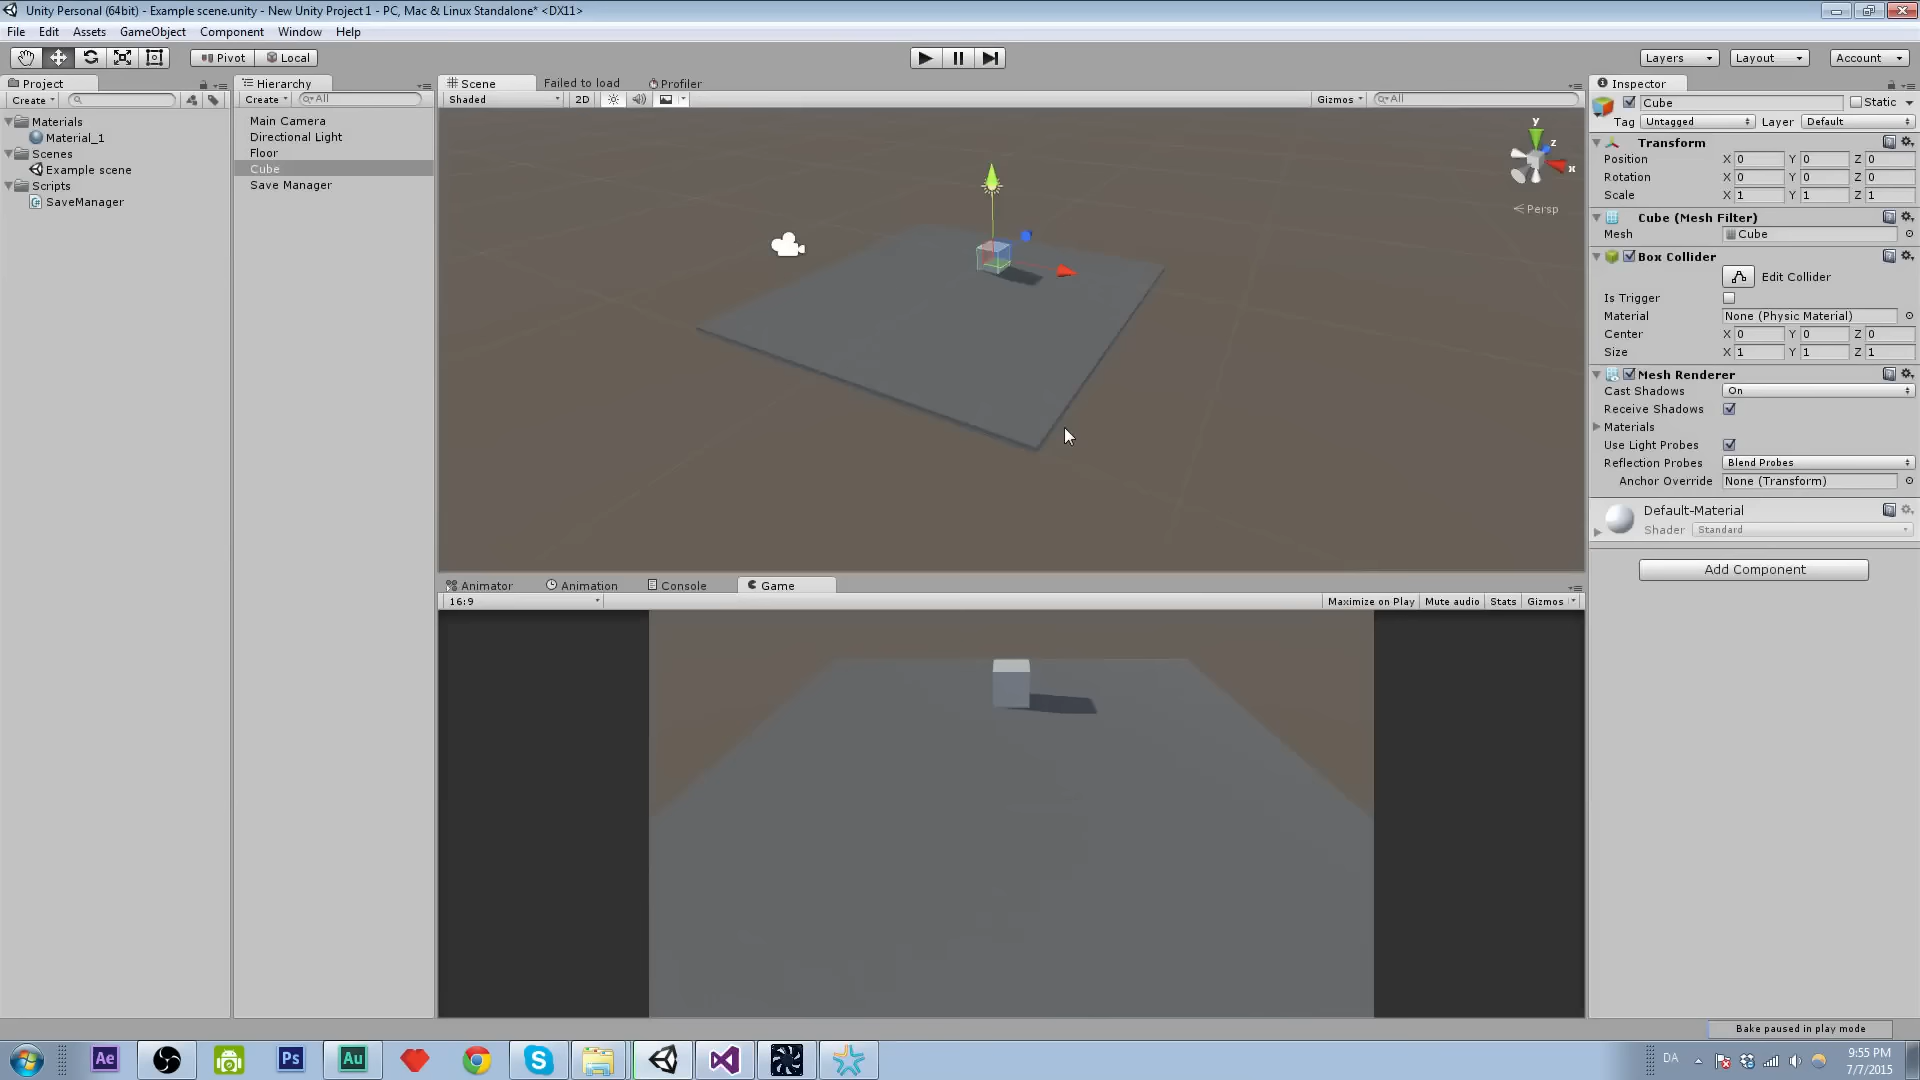 Unity Personal (64bit) - Example scene.unity - New Unity Project 1 - PC, Mac & Linux Standalone* <DX11>
File Edit Assets GameObject Component Window Help
Pivot Local Layers Layout Account
Project
Create
Materials
Material_1
Scenes
Example scene
Scripts
SaveManager
Hierarchy
Create All
Main Camera
Directional Light
Floor
Cube
Save Manager
Scene Failed to load Profiler
Shaded 2D Gizmos All
y
z
x
Persp
Animator Animation Console Game
16:9 Maximize on Play Mute audio Stats Gizmos
Inspector
Cube Static
Tag Untagged Layer Default
Transform
Position X 0 Y 0 Z 0
Rotation X 0 Y 0 Z 0
Scale X 1 Y 1 Z 1
Cube (Mesh Filter)
Mesh Cube
Box Collider
Edit Collider
Is Trigger
Material None (Physic Material)
Center X 0 Y 0 Z 0
Size X 1 Y 1 Z 1
Mesh Renderer
Cast Shadows On
Receive Shadows
Materials
Use Light Probes
Reflection Probes Blend Probes
Anchor Override None (Transform)
Default-Material
Shader Standard
Add Component
Bake paused in play mode
Ae Ps Au DA 9:55 PM
7/7/2015